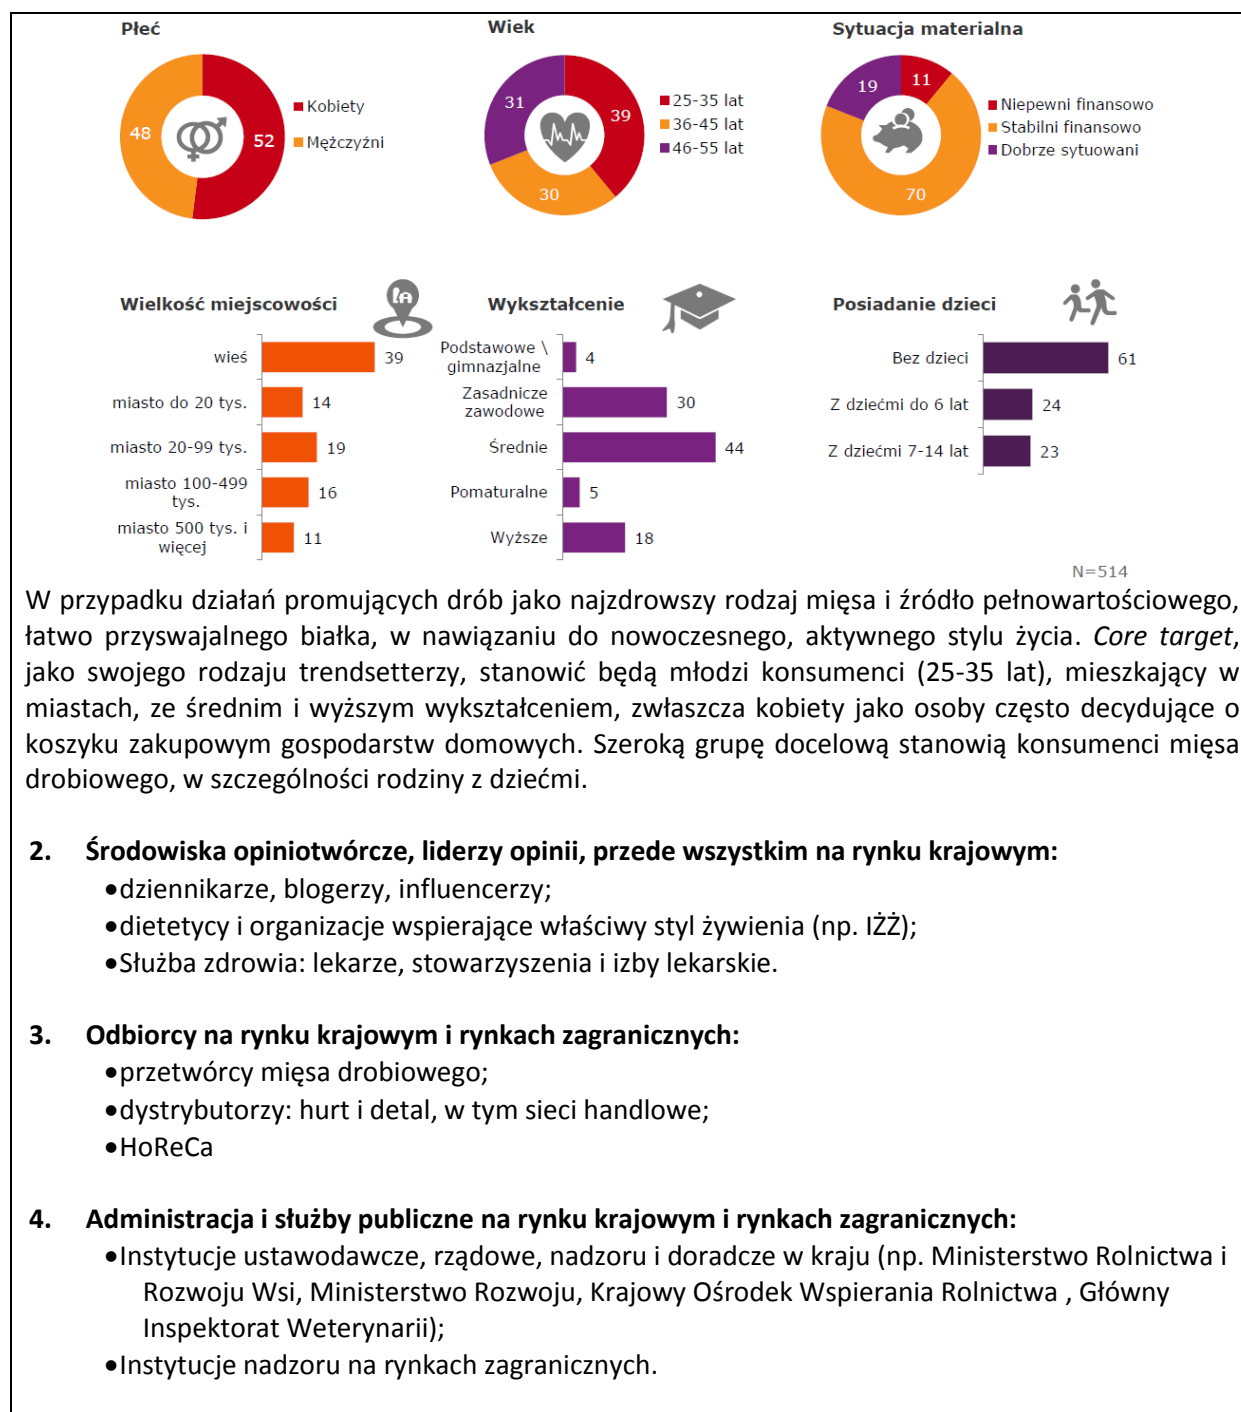 Płeć
48
52
Kobiety
Mężczyźni
Wiek
31
39
30
25-35 lat
36-45 lat
46-55 lat
Sytuacja materialna
19
11
70
Niepewni finansowo
Stabilni finansowo
Dobrze sytuowani
Wielkość miejscowości
wieś 39
miasto do 20 tys. 14
miasto 20-99 tys. 19
miasto 100-499
tys. 16
miasto 500 tys. i
więcej 11
Wykształcenie
Podstawowe \
gimnazjalne 4
Zasadnicze
zawodowe 30
Średnie 44
Pomaturalne 5
Wyższe 18
Posiadanie dzieci
Bez dzieci 61
Z dziećmi do 6 lat 24
Z dziećmi 7-14 lat 23
N=514
W przypadku działań promujących drób jako najzdrowszy rodzaj mięsa i źródło pełnowartościowego,
łatwo przyswajalnego białka, w nawiązaniu do nowoczesnego, aktywnego stylu życia. Core target,
jako swojego rodzaju trendsetterzy, stanowić będą młodzi konsumenci (25-35 lat), mieszkający w
miastach, ze średnim i wyższym wykształceniem, zwłaszcza kobiety jako osoby często decydujące o
koszyku zakupowym gospodarstw domowych. Szeroką grupę docelową stanowią konsumenci mięsa
drobiowego, w szczególności rodziny z dziećmi.
2. Środowiska opiniotwórcze, liderzy opinii, przede wszystkim na rynku krajowym:
•dziennikarze, blogerzy, influencerzy;
•dietetycy i organizacje wspierające właściwy styl żywienia (np. IŻŻ);
•Służba zdrowia: lekarze, stowarzyszenia i izby lekarskie.
3. Odbiorcy na rynku krajowym i rynkach zagranicznych:
•przetwórcy mięsa drobiowego;
•dystrybutorzy: hurt i detal, w tym sieci handlowe;
•HoReCa
4. Administracja i służby publiczne na rynku krajowym i rynkach zagranicznych:
•Instytucje ustawodawcze, rządowe, nadzoru i doradcze w kraju (np. Ministerstwo Rolnictwa i
Rozwoju Wsi, Ministerstwo Rozwoju, Krajowy Ośrodek Wspierania Rolnictwa , Główny
Inspektorat Weterynarii);
•Instytucje nadzoru na rynkach zagranicznych.